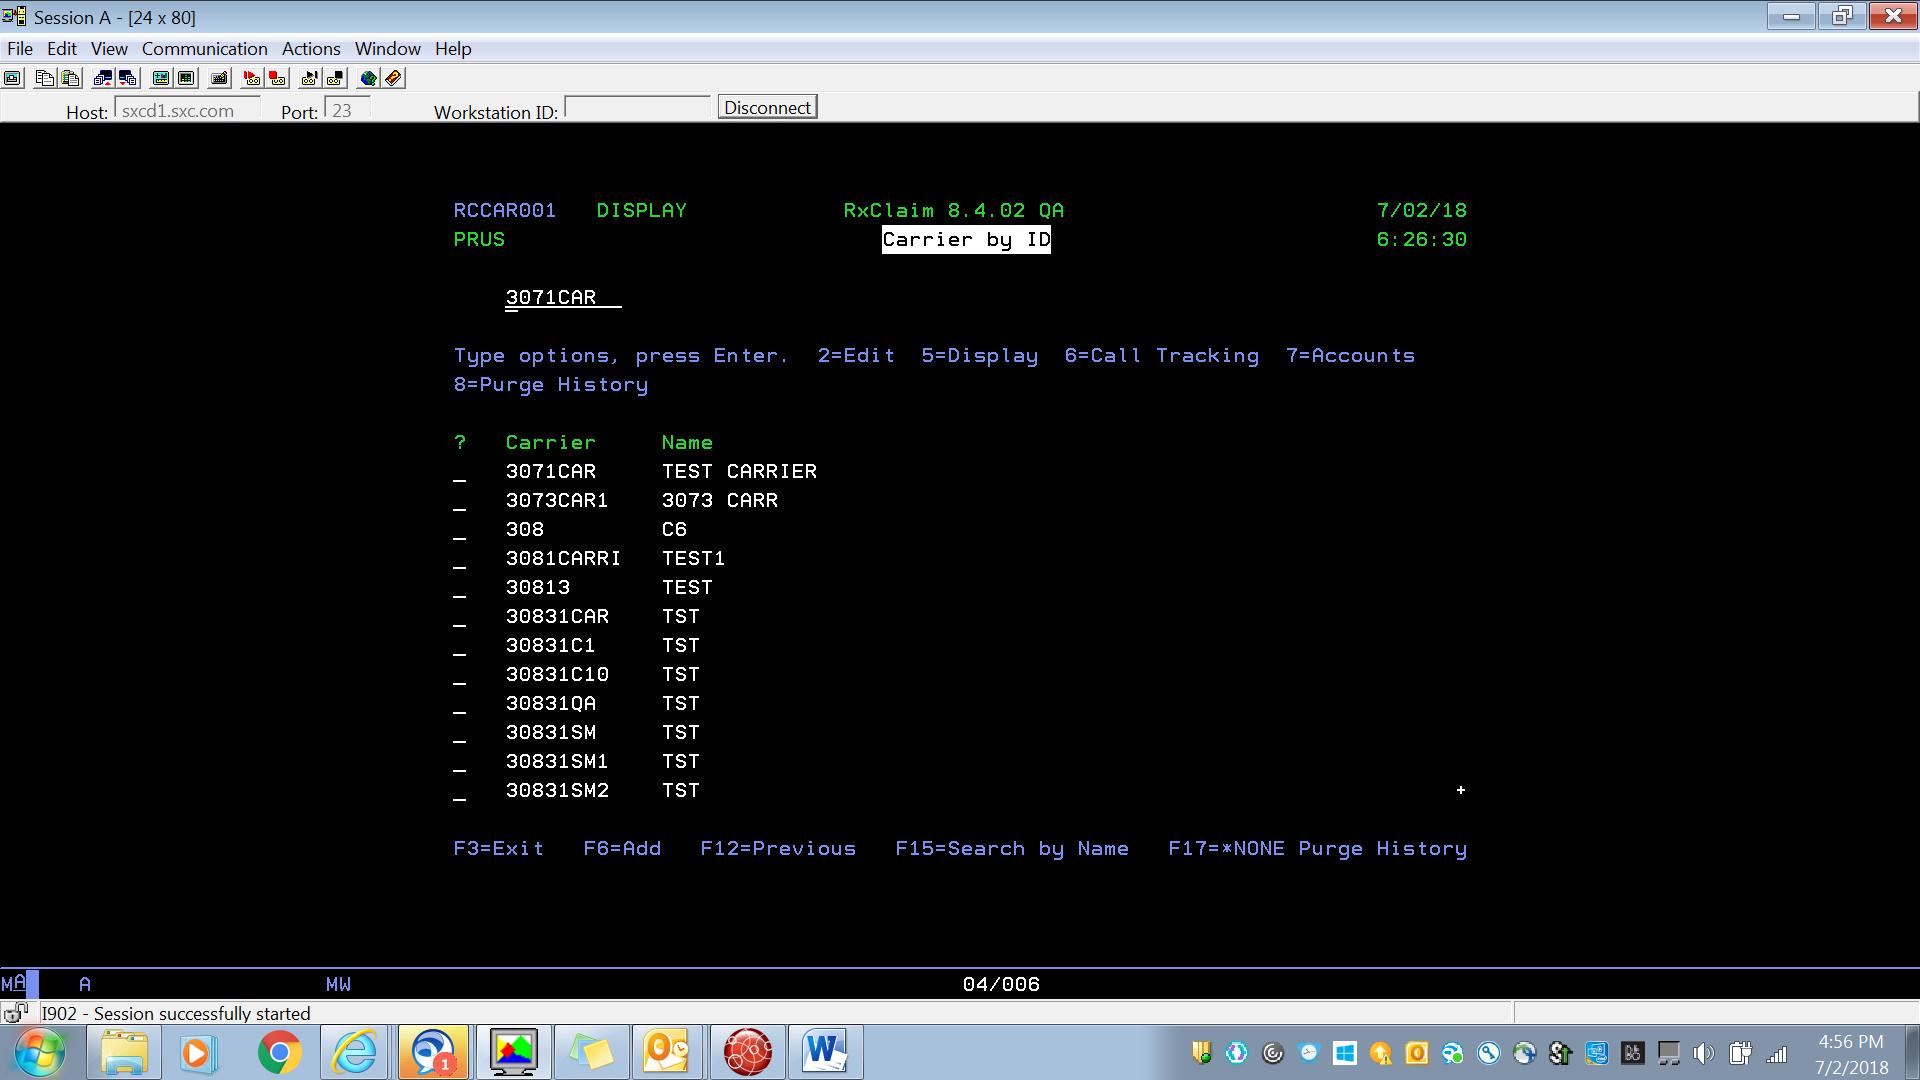 Session A - [24 x 80]
File Edit View Communication Actions Window Help
Host: sxcd1.sxc.com Port: 23 Workstation ID: Disconnect
RCCAR001 DISPLAY RxClaim 8.4.02 QA 7/02/18
PRUS Carrier by ID 6:26:30
3071CAR
Type options, press Enter. 2=Edit 5=Display 6=Call Tracking 7=Accounts
8=Purge History
? Carrier Name
_ 3071CAR TEST CARRIER
_ 3073CAR1 3073 CARR
_ 308 C6
_ 3081CARRI TEST1
_ 30813 TEST
_ 30831CAR TST
_ 30831C1 TST
_ 30831C10 TST
_ 30831QA TST
_ 30831SM TST
_ 30831SM1 TST
_ 30831SM2 TST +
F3=Exit F6=Add F12=Previous F15=Search by Name F17=*NONE Purge History
MA A MW 04/006
I902 - Session successfully started
1
4:56 PM
7/2/2018